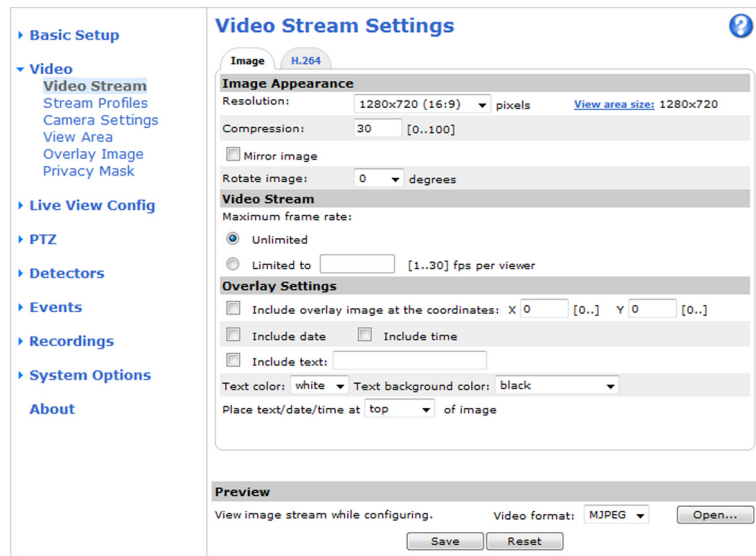 Basic Setup
Video
Video Stream
Stream Profiles
Camera Settings
View Area
Overlay Image
Privacy Mask
Live View Config
PTZ
Detectors
Events
Recordings
System Options
About
Video Stream Settings
?
Image H.264
Image Appearance
Resolution: 1280x720 (16:9) pixels View area size: 1280x720
Compression: 30 [0..100]
Mirror image
Rotate image: 0 degrees
Video Stream
Maximum frame rate:
Unlimited
Limited to [1..30] fps per viewer
Overlay Settings
Include overlay image at the coordinates: X 0 [0..] Y 0 [0..]
Include date Include time
Include text:
Text color: white Text background color: black
Place text/date/time at top of image
Preview
View image stream while configuring. Video format: MJPEG Open...
Save Reset